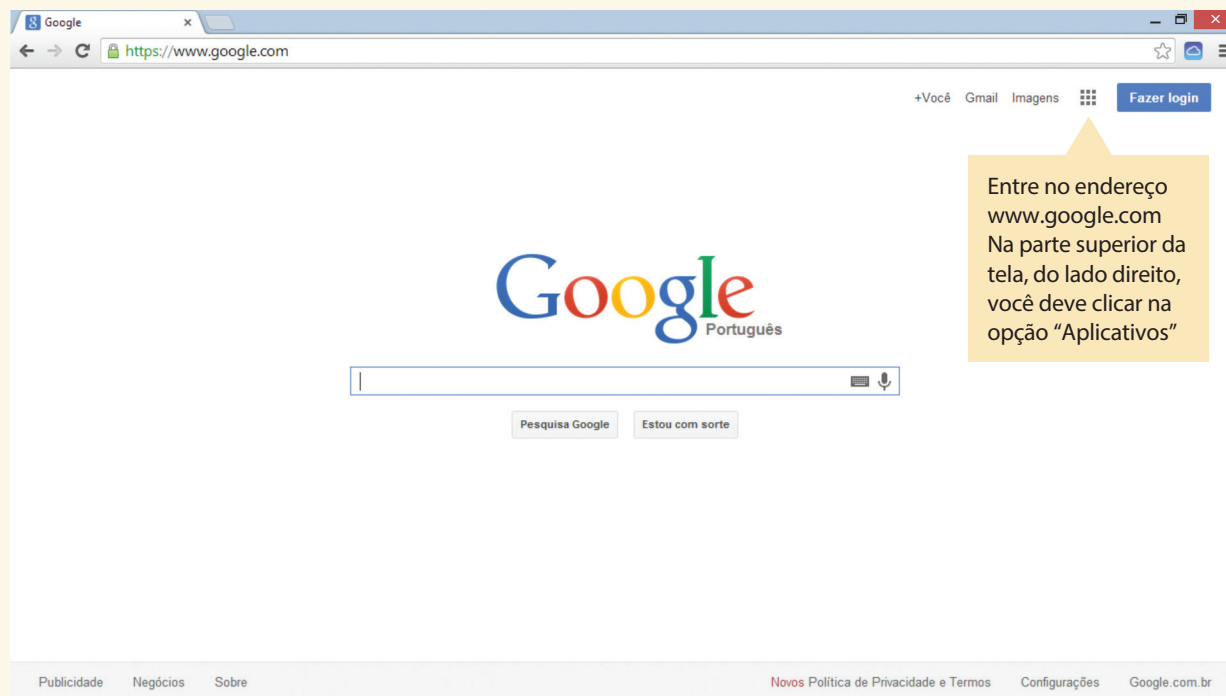 Google
https://www.google.com
+Você Gmail Imagens Fazer login
Entre no endereço
www.google.com
Na parte superior da
tela, do lado direito,
você deve clicar na
opção “Aplicativos”
Google
Português
Pesquisa Google Estou com sorte
Publicidade Negócios Sobre Novos Política de Privacidade e Termos Configurações Google.com.br